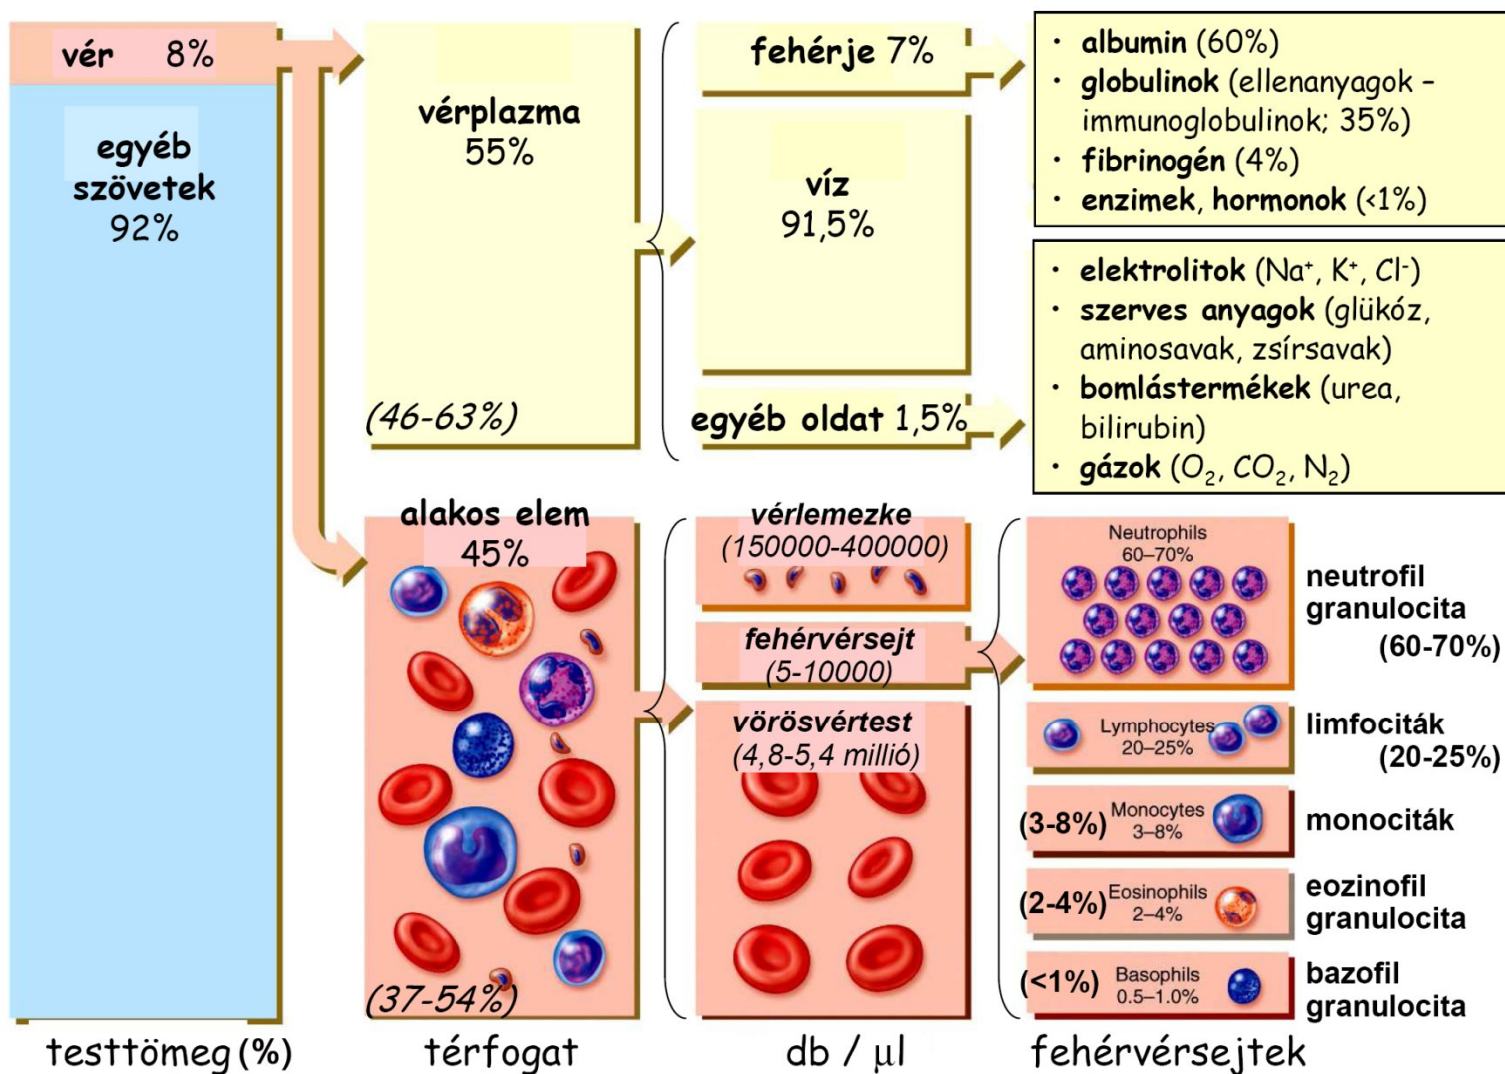 vér 8%
egyéb
szövetek
92%
testtömeg (%)
vérplazma
55%
(46-63%)
alakos elem
45%
(37-54%)
térfogat
fehérje 7%
víz
91,5%
egyéb oldat 1,5%
vérlemezke
(150000-400000)
fehérvérsejt
(5-10000)
vörösvértest
(4,8-5,4 millió)
db / μl
· albumin (60%)
· globulinok (ellenanyagok –
immunoglobulinok; 35%)
· fibrinogén (4%)
· enzimek, hormonok (<1%)
· elektrolitok (Na⁺, K⁺, Cl⁻)
· szerves anyagok (glükóz,
aminosavak, zsírsavak)
· bomlástermékek (urea,
bilirubin)
· gázok (O₂, CO₂, N₂)
Neutrophils
60–70%
neutrofil
granulocita
(60-70%)
Lymphocytes
20–25%
limfociták
(20-25%)
(3-8%)
Monocytes
3–8%
monociták
(2-4%)
Eosinophils
2–4%
eozinofil
granulocita
(<1%)
Basophils
0.5–1.0%
bazofil
granulocita
fehérvérsejtek